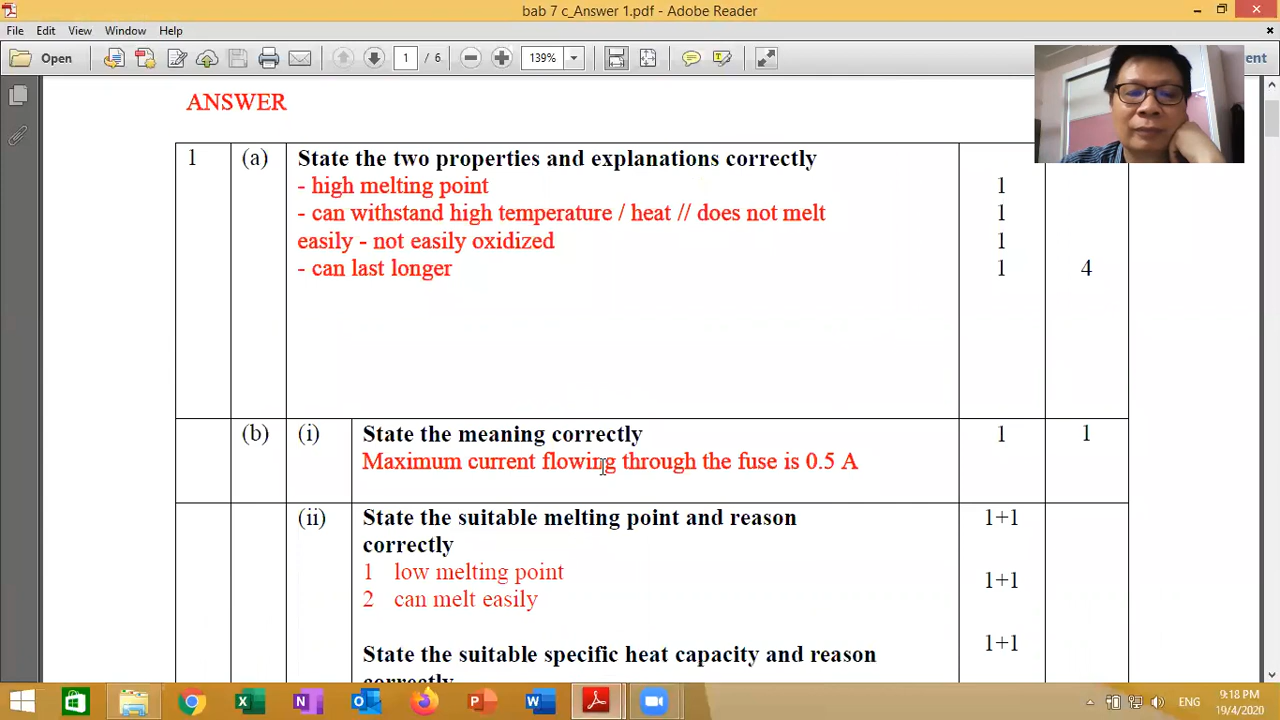 bab 7 c_Answer 1.pdf - Adobe Reader
File Edit View Window Help
Open 1 / 6 139% ent
ANSWER
1 (a) State the two properties and explanations correctly
- high melting point 1
- can withstand high temperature / heat // does not melt 1
easily - not easily oxidized 1
- can last longer 1 4
(b) (i) State the meaning correctly 1 1
Maximum current flowing through the fuse is 0.5 A
(ii) State the suitable melting point and reason 1+1
correctly
1 low melting point 1+1
2 can melt easily
State the suitable specific heat capacity and reason 1+1
correctly
ENG
9:18 PM
19/4/2020